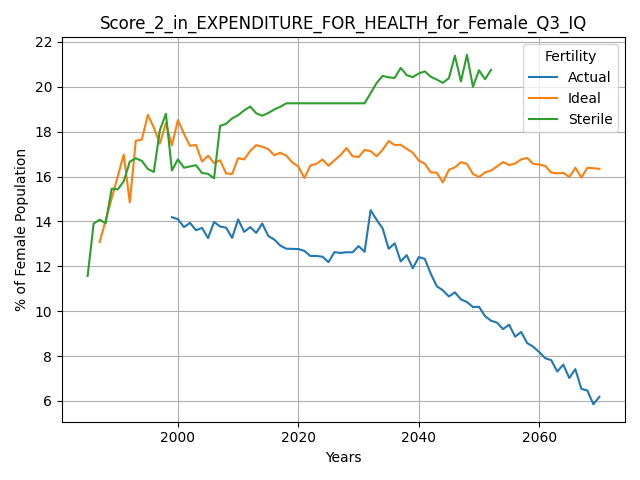 Score_2_in_EXPENDITURE_FOR_HEALTH_for_Female_Q3_IQ
Fertility
Actual
Ideal
Sterile
% of Female Population
22
20
18
16
14
12
10
8
6
2000 2020 2040 2060
Years